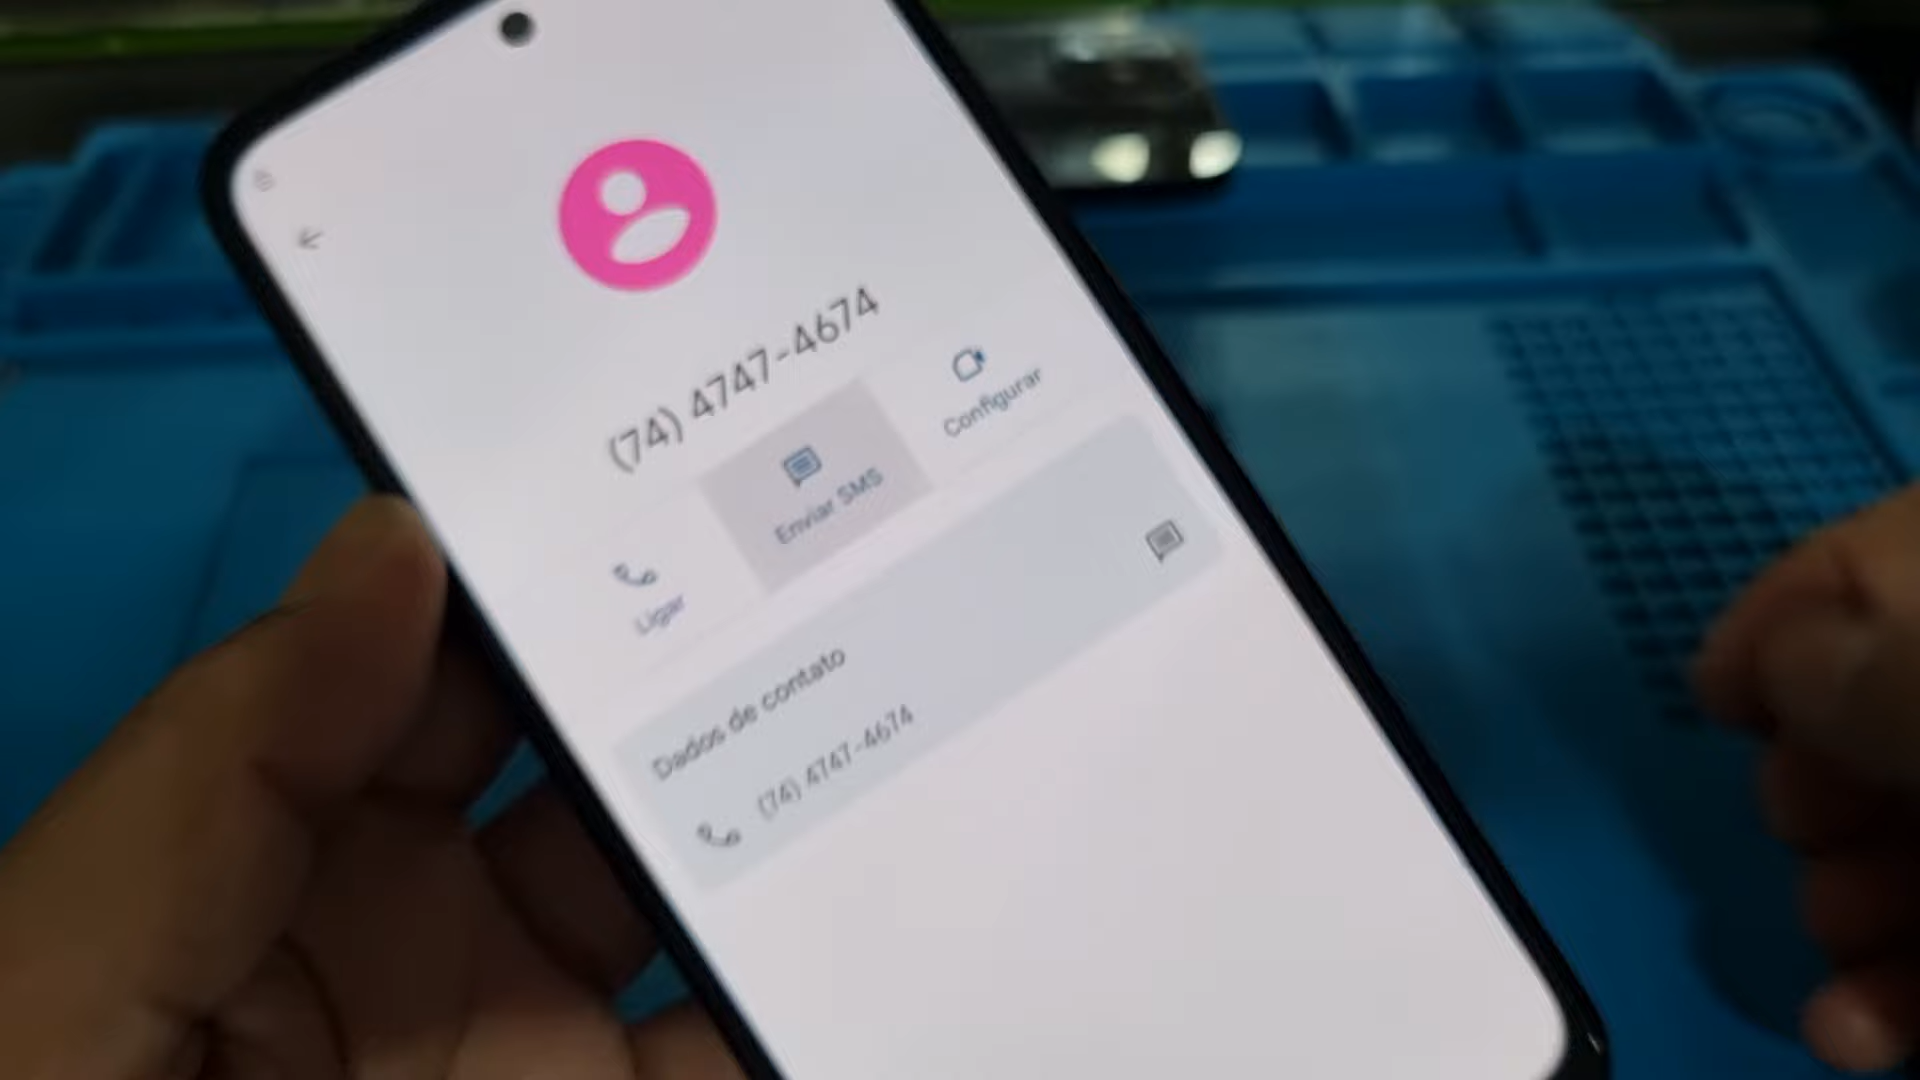 (74) 4747-4674
Ligar
Enviar SMS
Configurar
Dados de contato
(74) 4747-4674